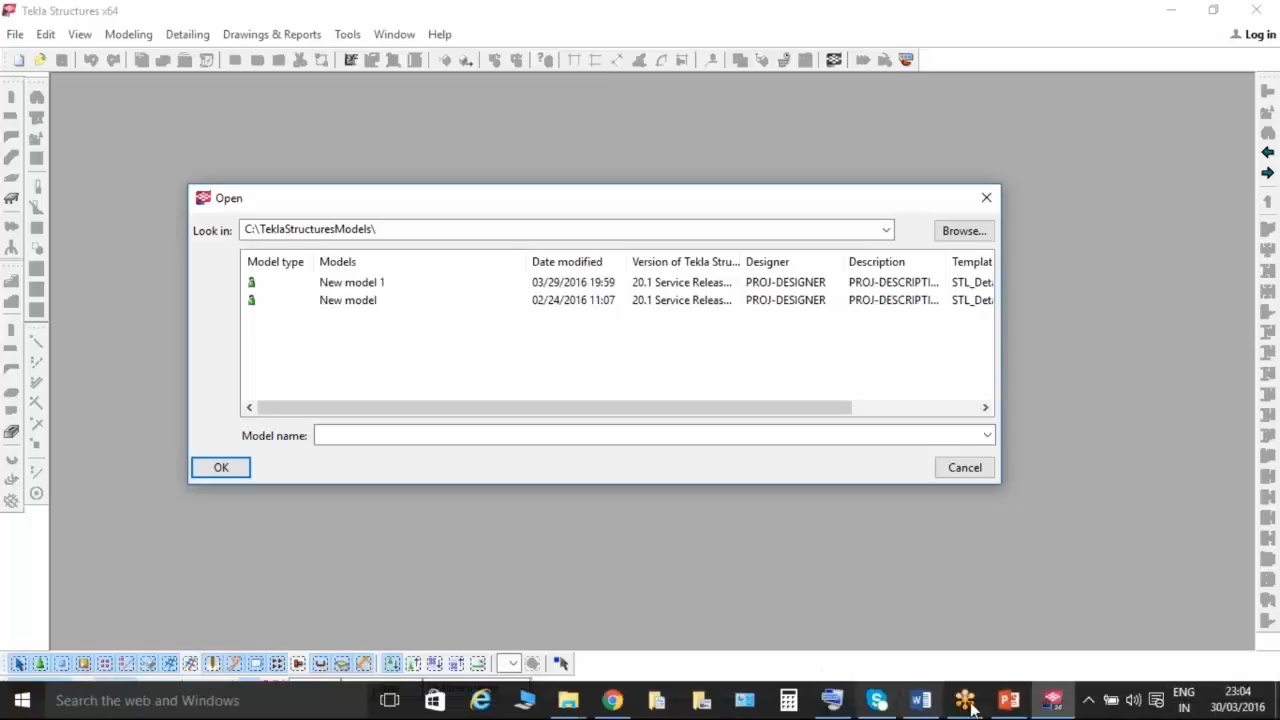 Tekla Structures x64
File Edit View Modeling Detailing Drawings & Reports Tools Window Help Log in
Open
Look in: C:\TeklaStructuresModels\ Browse...
Model type Models Date modified Version of Tekla Stru... Designer Description Templat
New model 1 03/29/2016 19:59 20.1 Service Releas... PROJ-DESIGNER PROJ-DESCRIPTI... STL_Deta
New model 02/24/2016 11:07 20.1 Service Releas... PROJ-DESIGNER PROJ-DESCRIPTI... STL_Deta
Model name:
OK Cancel
Search the web and Windows
ENG 23:04
IN 30/03/2016